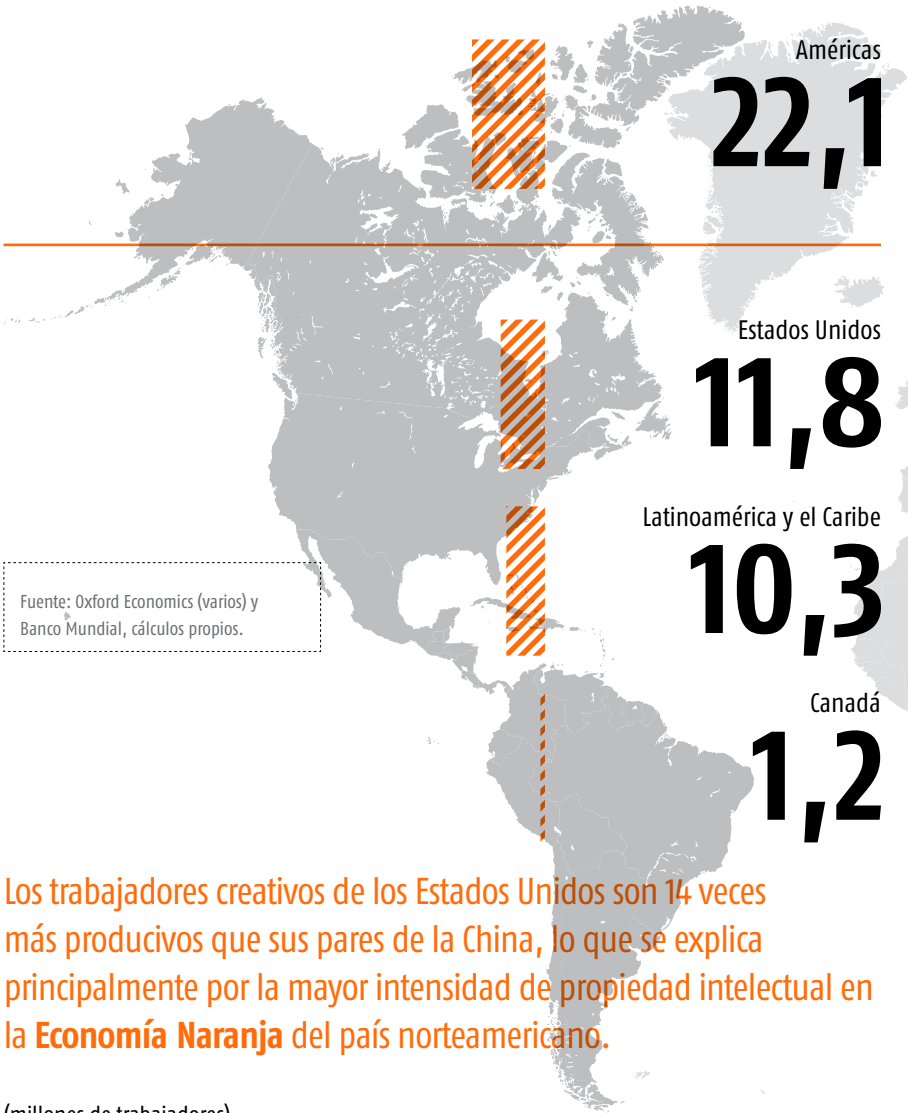 Américas
22,1
Estados Unidos
11,8
Latinoamérica y el Caribe
10,3
Fuente: Oxford Economics (varios) y
Banco Mundial, cálculos propios.
Canadá
1,2
Los trabajadores creativos de los Estados Unidos son 14 veces
más producivos que sus pares de la China, lo que se explica
principalmente por la mayor intensidad de propiedad intelectual en
la Economía Naranja del país norteamericano.
(millones de trabajadores)